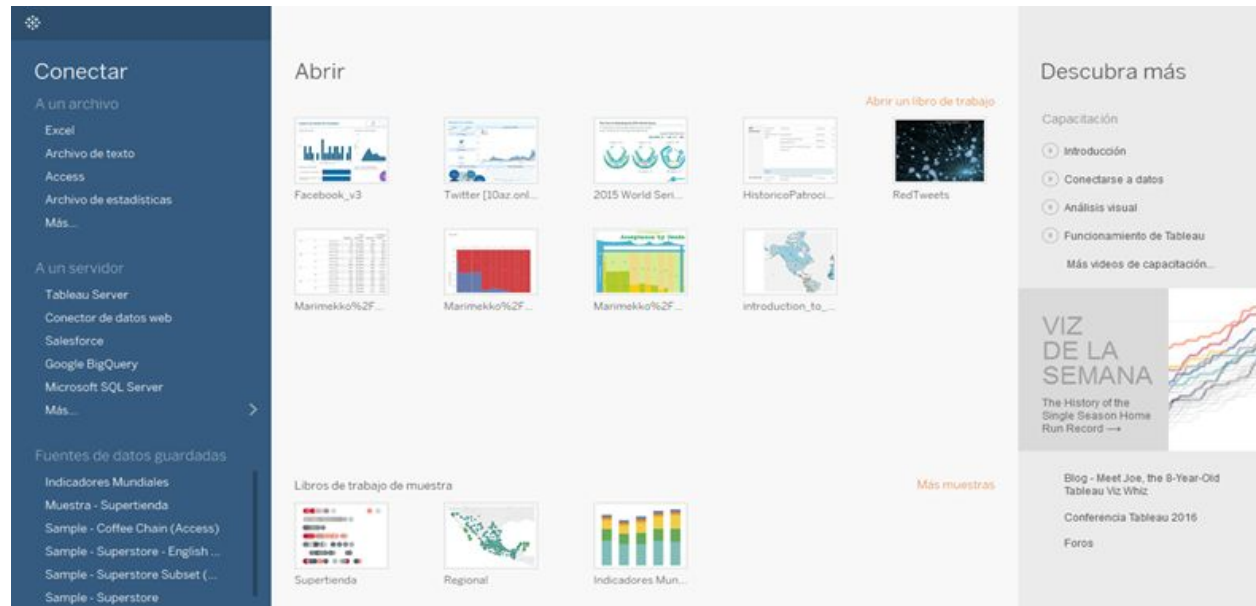 Conectar
A un archivo
Excel
Archivo de texto
Access
Archivo de estadísticas
Más...
A un servidor
Tableau Server
Conector de datos web
Salesforce
Google BigQuery
Microsoft SQL Server
Más...
Fuentes de datos guardadas
Indicadores Mundiales
Muestra - Supertienda
Sample - Coffee Chain (Access)
Sample - Superstore - English ...
Sample - Superstore Subset (...
Sample - Superstore
Abrir
Abrir un libro de trabajo
Facebook_v3
Twitter [10az.onl...
2015 World Seri...
HistoricoPatroci...
RedTweets
Acceptance by Grade
Marimekko%2F...
Marimekko%2F...
Marimekko%2F...
introduction_to_...
Libros de trabajo de muestra
Más muestras
Supertienda
Regional
Indicadores Mun...
Descubra más
Capacitación
Introducción
Conectarse a datos
Análisis visual
Funcionamiento de Tableau
Más videos de capacitación...
VIZ
DE LA
SEMANA
The History of the
Single Season Home
Run Record →
Blog - Meet Joe, the 8-Year-Old
Tableau Viz Whiz
Conferencia Tableau 2016
Foros